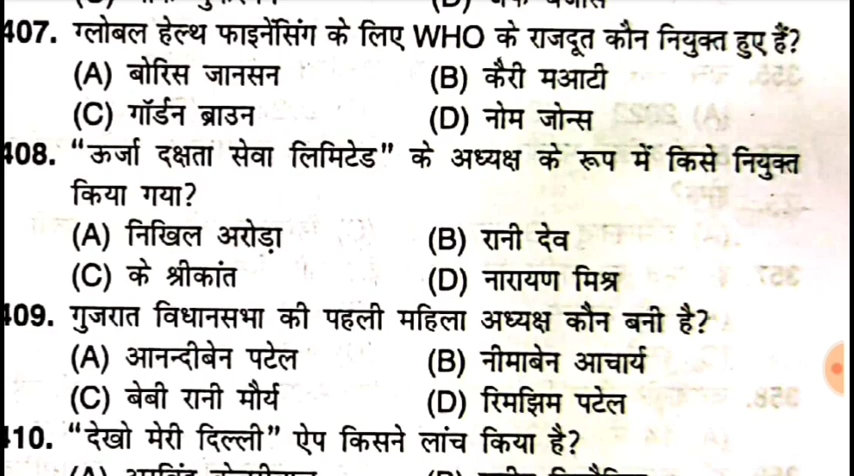 407. ग्लोबल हेल्थ फाइनेंसिंग के लिए WHO के राजदूत कौन नियुक्त हुए हैं?
(A) बोरिस जानसन (B) कैरी मआटी
(C) गॉर्डन ब्राउन (D) नोम जोन्स
408. “ऊर्जा दक्षता सेवा लिमिटेड” के अध्यक्ष के रूप में किसे नियुक्त
किया गया?
(A) निखिल अरोड़ा (B) रानी देव
(C) के श्रीकांत (D) नारायण मिश्र
409. गुजरात विधानसभा की पहली महिला अध्यक्ष कौन बनी है?
(A) आनन्दीबेन पटेल (B) नीमाबेन आचार्य
(C) बेबी रानी मौर्य (D) रिमझिम पटेल
410. “देखो मेरी दिल्ली” ऐप किसने लांच किया है?